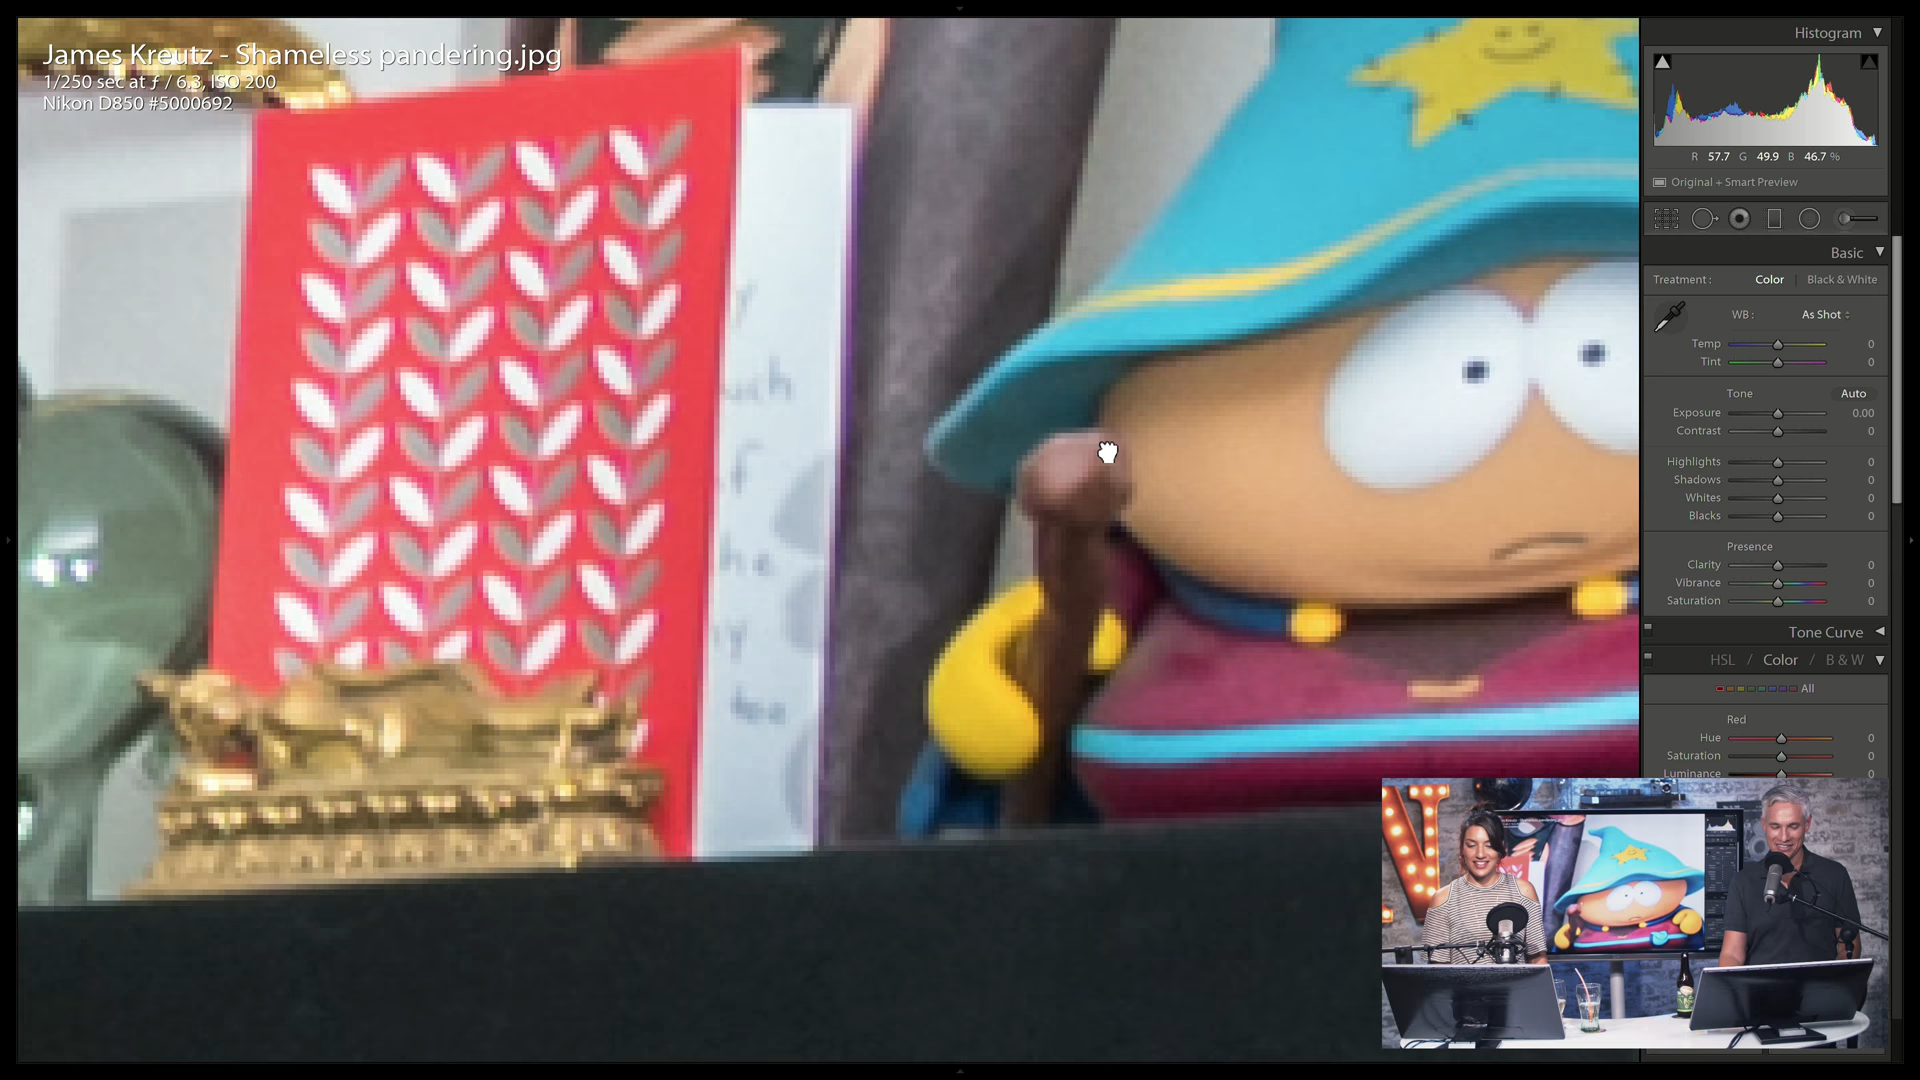 James Kreutz - Shameless pandering.jpg
1/250 sec at ƒ / 6.3, ISO 200
Nikon D850 #5000692
Histogram
R 57.7 G 49.9 B 46.7 %
Original + Smart Preview
Basic
Treatment : Color Black & White
WB : As Shot
Temp 0
Tint 0
Tone Auto
Exposure 0.00
Contrast 0
Highlights 0
Shadows 0
Whites 0
Blacks 0
Presence
Clarity 0
Vibrance 0
Saturation 0
Tone Curve
HSL / Color / B & W
All
Red
Hue 0
Saturation 0
Luminance 0